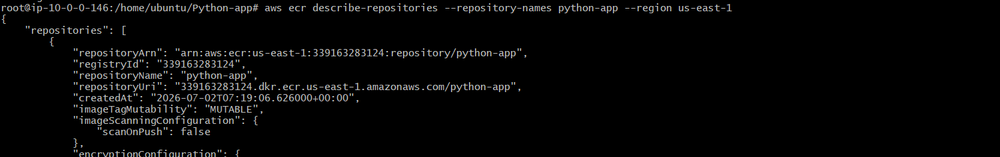 root@ip-10-0-0-146:/home/ubuntu/Python-app# aws ecr describe-repositories --repository-names python-app --region us-east-1
{
    "repositories": [
        {
            "repositoryArn": "arn:aws:ecr:us-east-1:339163283124:repository/python-app",
            "registryId": "339163283124",
            "repositoryName": "python-app",
            "repositoryUri": "339163283124.dkr.ecr.us-east-1.amazonaws.com/python-app",
            "createdAt": "2026-07-02T07:19:06.626000+00:00",
            "imageTagMutability": "MUTABLE",
            "imageScanningConfiguration": {
                "scanOnPush": false
            },
            "encryptionConfiguration": {